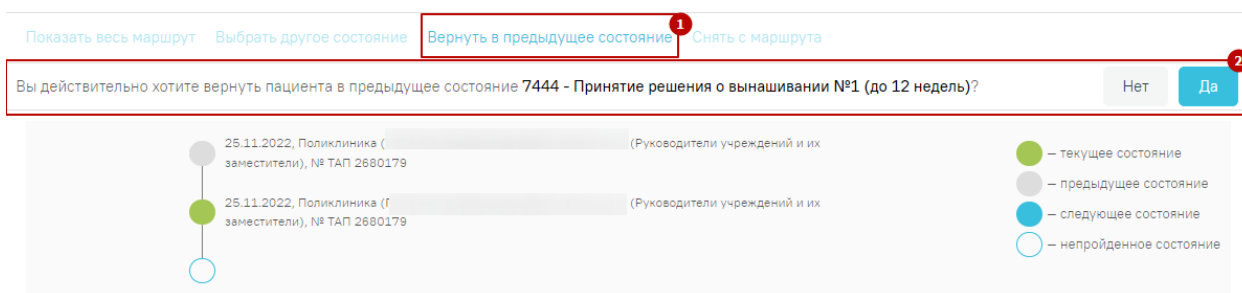 1
Показать весь маршрут Выбрать другое состояние Вернуть в предыдущее состояние Снять с маршрута
2
Вы действительно хотите вернуть пациента в предыдущее состояние 7444 - Принятие решения о вынашивании №1 (до 12 недель)? Нет Да
25.11.2022, Поликлиника ( (Руководители учреждений и их
заместители), № ТАП 2680179
25.11.2022, Поликлиника ( (Руководители учреждений и их
заместители), № ТАП 2680179
– текущее состояние
– предыдущее состояние
– следующее состояние
– непройденное состояние